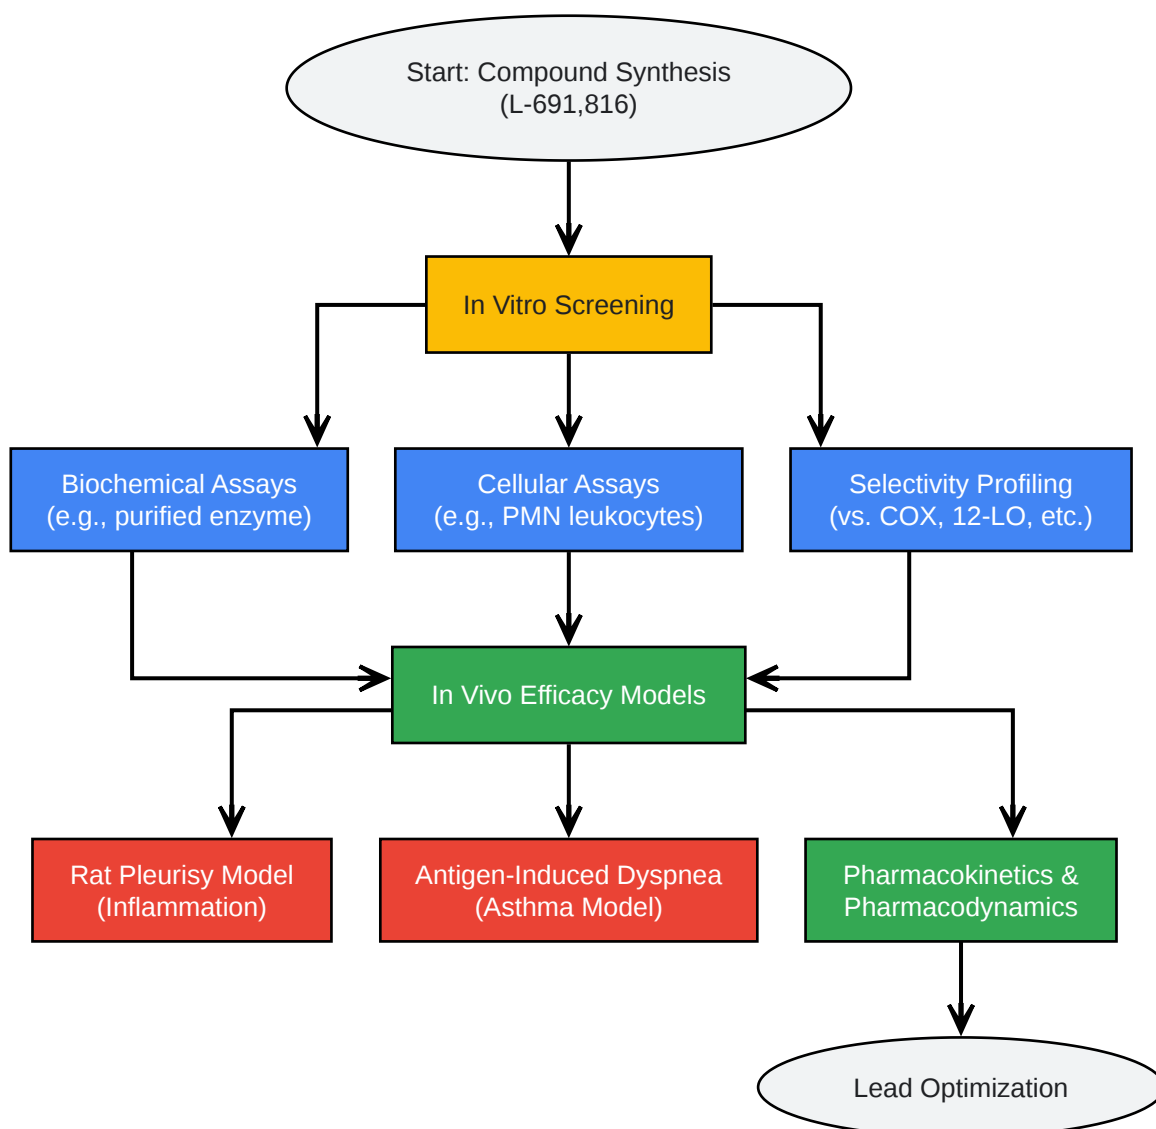 Start: Compound Synthesis
(L-691,816)
In Vitro Screening
Biochemical Assays
(e.g., purified enzyme)
Cellular Assays
(e.g., PMN leukocytes)
Selectivity Profiling
(vs. COX, 12-LO, etc.)
In Vivo Efficacy Models
Rat Pleurisy Model
(Inflammation)
Antigen-Induced Dyspnea
(Asthma Model)
Pharmacokinetics &
Pharmacodynamics
Lead Optimization